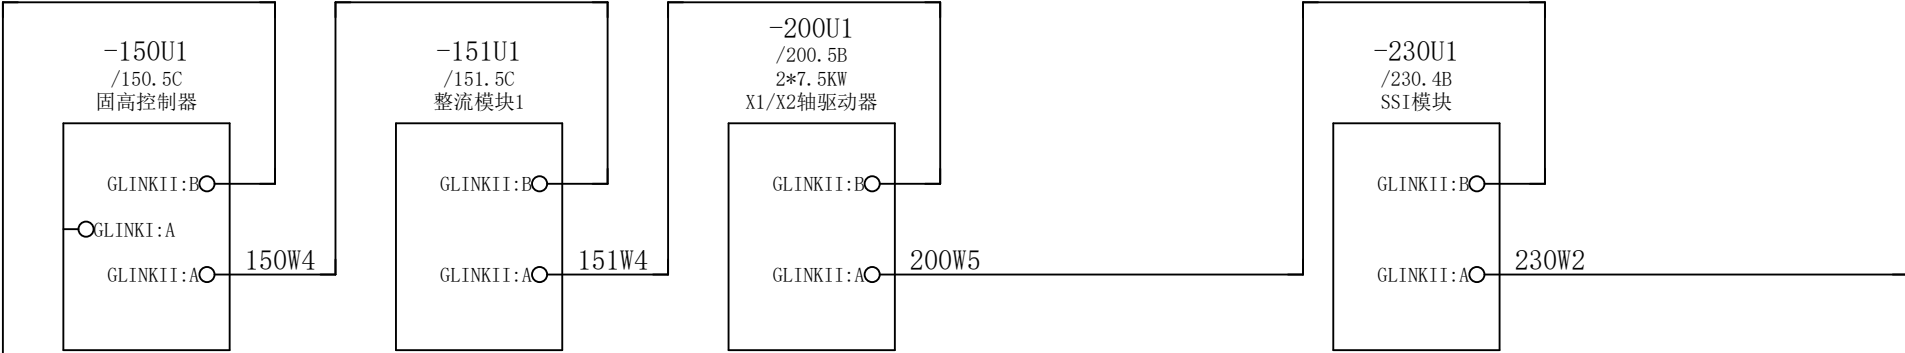 -150U1
/150.5C
固高控制器
GLINKII:B
GLINKI:A
GLINKII:A
150W4
-151U1
/151.5C
整流模块1
GLINKII:B
GLINKII:A
151W4
-200U1
/200.5B
2*7.5KW
X1/X2轴驱动器
GLINKII:B
GLINKII:A
200W5
-230U1
/230.4B
SSI模块
GLINKII:B
GLINKII:A
230W2